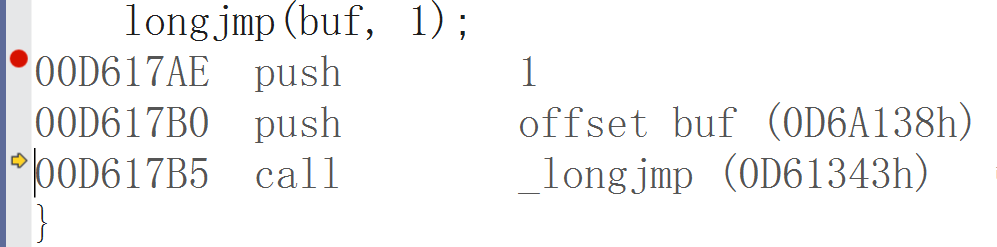 longjmp(buf, 1);
00D617AE push 1
00D617B0 push offset buf (0D6A138h)
00D617B5 call _longjmp (0D61343h)
}